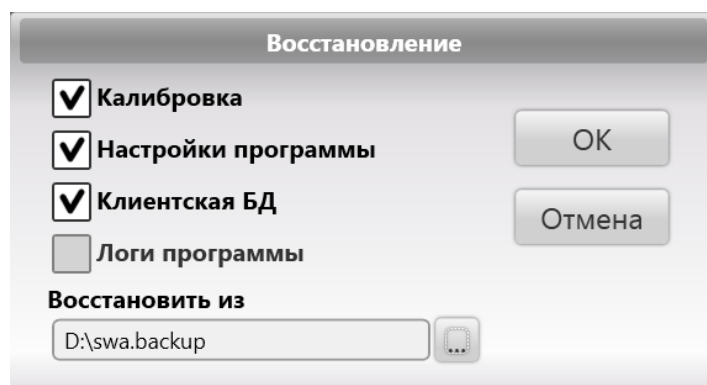 Восстановление
Калибровка
Настройки программы
Клиентская БД
Логи программы
OK
Отмена
Восстановить из
D:\swa.backup
...